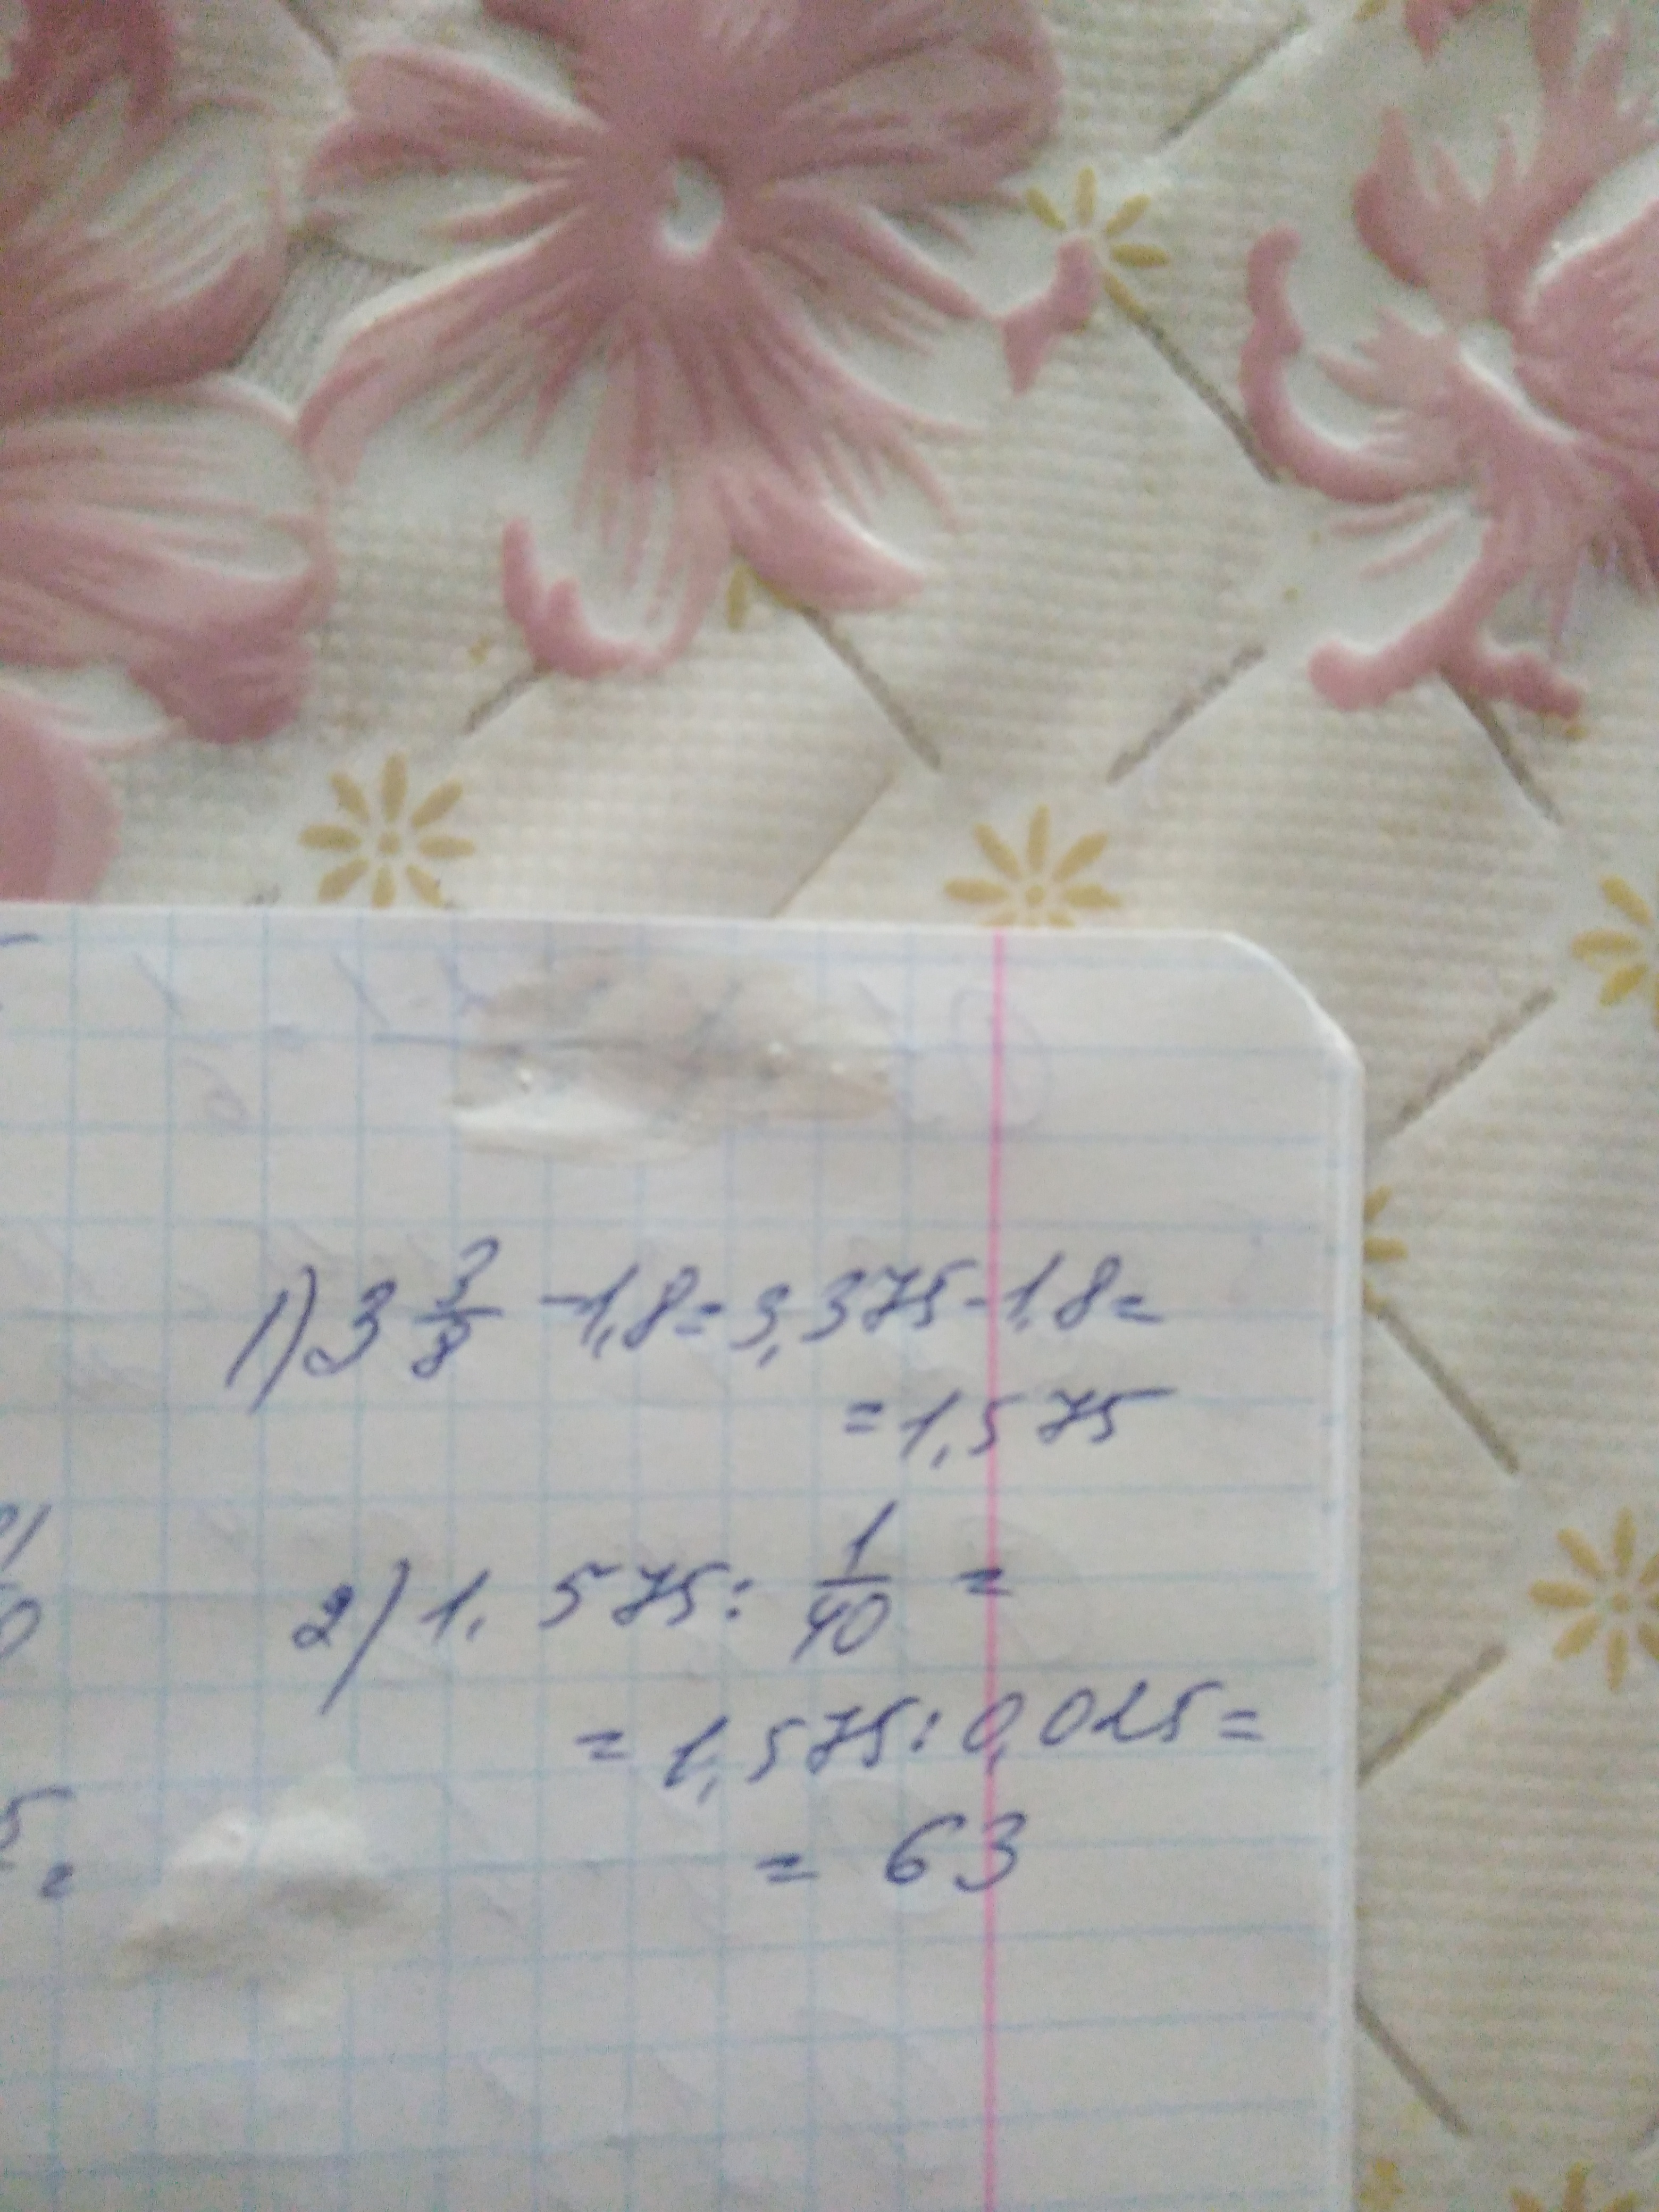 1) 3 3/8 - 1,8 = 3,375 - 1,8 =
= 1,575
2) 1,575 : 1/40 =
= 1,575 : 0,025 =
5 =
= 63